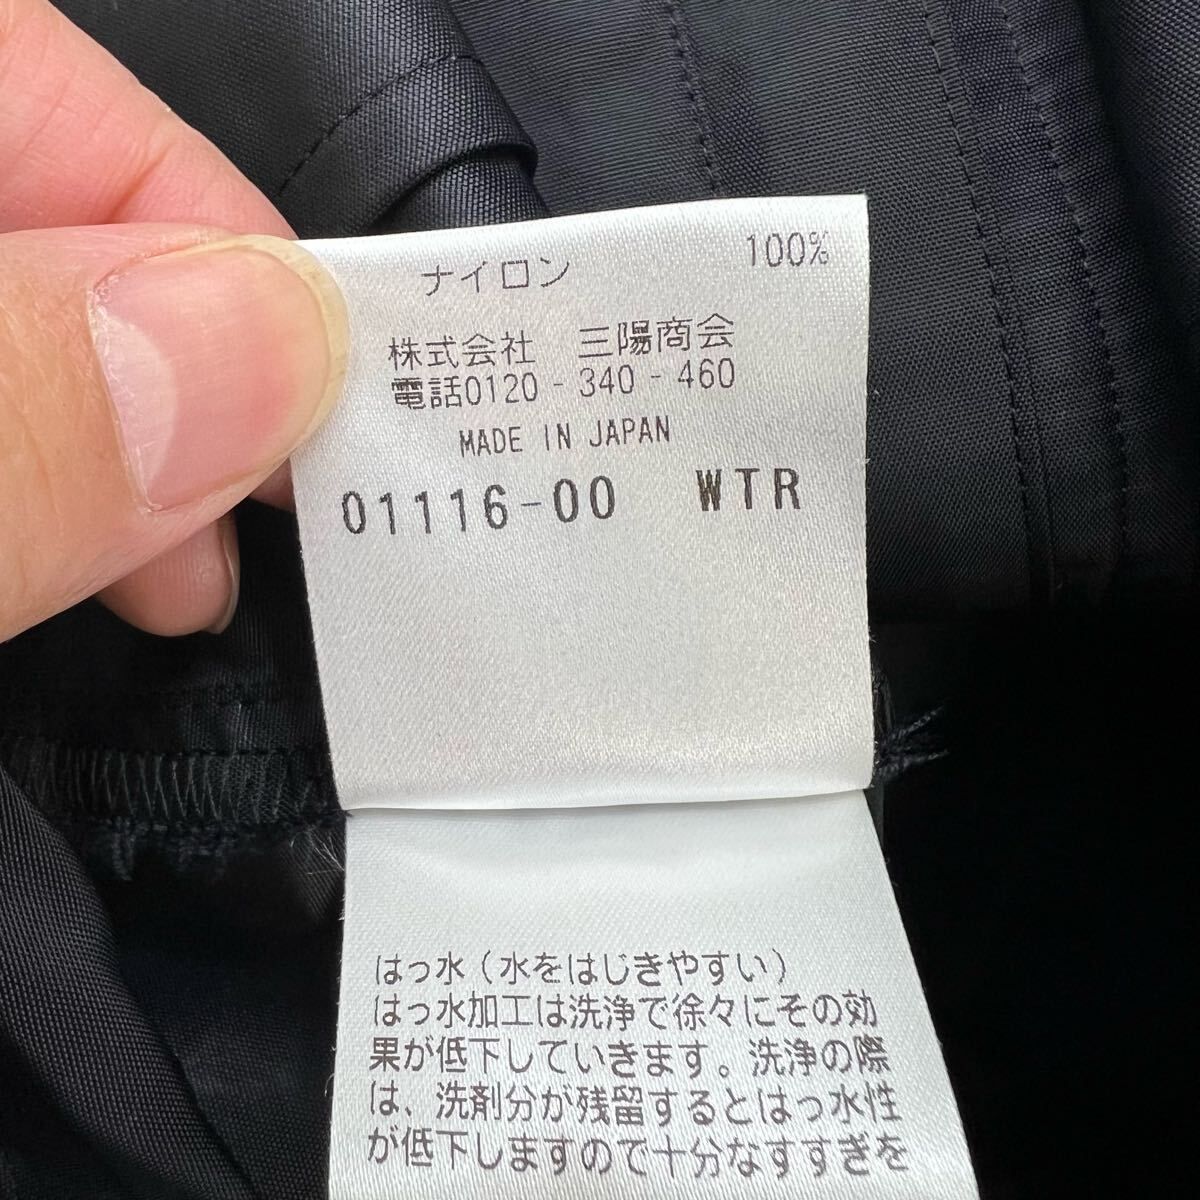 ナイロン 100%
株式会社 三陽商会
電話0120-340-460
MADE IN JAPAN
01116-00 WTR
はっ水(水をはじきやすい)
はっ水加工は洗浄で徐々にその効
果が低下していきます。洗浄の際
は、洗剤分が残留するとはっ水性
が低下しますので十分なすすぎを